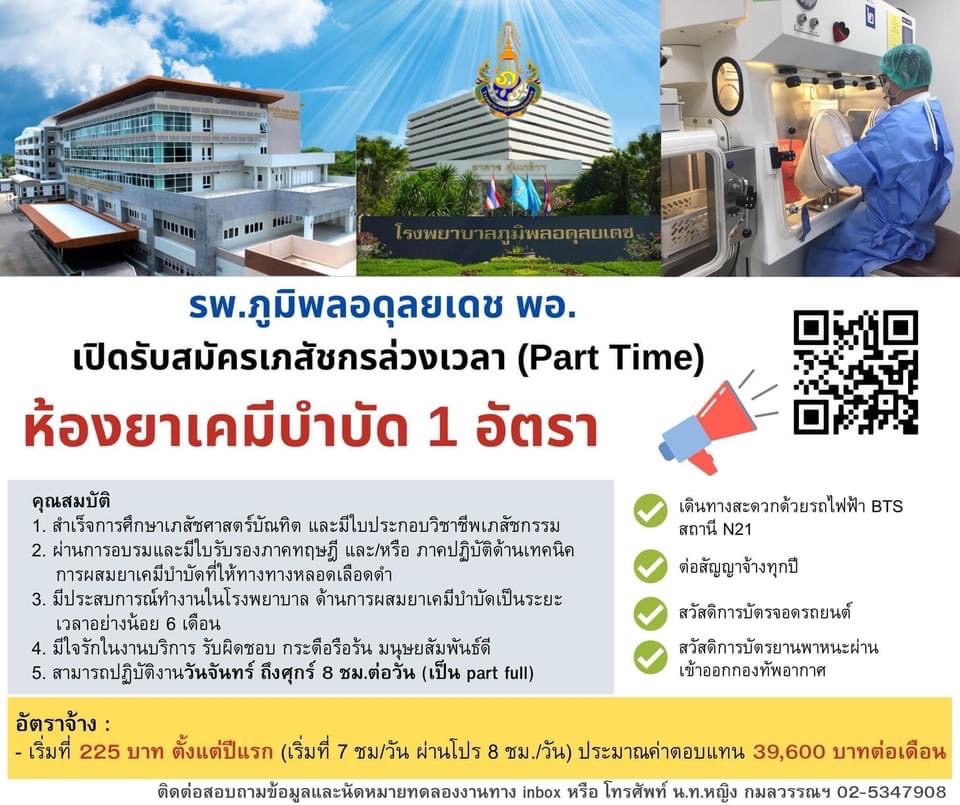 ๒
อาคาร คุ้มเกล้าฯ
โรงพยาบาลภูมิพลอดุลยเดช
รพ.ภูมิพลอดุลยเดช พอ.
เปิดรับสมัครเภสัชกรล่วงเวลา (Part Time)
ห้องยาเคมีบำบัด 1 อัตรา
คุณสมบัติ
1. สำเร็จการศึกษาเภสัชศาสตร์บัณฑิต และมีใบประกอบวิชาชีพเภสัชกรรม
2. ผ่านการอบรมและมีใบรับรองภาคทฤษฎี และ/หรือ ภาคปฏิบัติด้านเทคนิค
การผสมยาเคมีบำบัดที่ให้ทางทางหลอดเลือดดำ
3. มีประสบการณ์ทำงานในโรงพยาบาล ด้านการผสมยาเคมีบำบัดเป็นระยะ
เวลาอย่างน้อย 6 เดือน
4. มีใจรักในงานบริการ รับผิดชอบ กระตือรือร้น มนุษยสัมพันธ์ดี
5. สามารถปฏิบัติงานวันจันทร์ ถึงศุกร์ 8 ชม.ต่อวัน (เป็น part full)
เดินทางสะดวกด้วยรถไฟฟ้า BTS
สถานี N21
ต่อสัญญาจ้างทุกปี
สวัสดิการบัตรจอดรถยนต์
สวัสดิการบัตรยานพาหนะผ่าน
เข้าออกกองทัพอากาศ
อัตราจ้าง :
- เริ่มที่ 225 บาท ตั้งแต่ปีแรก (เริ่มที่ 7 ชม/วัน ผ่านโปร 8 ชม./วัน) ประมาณค่าตอบแทน 39,600 บาทต่อเดือน
ติดต่อสอบถามข้อมูลและนัดหมายทดลองงานทาง inbox หรือ โทรศัพท์ น.ท.หญิง กมลวรรณฯ 02-5347908